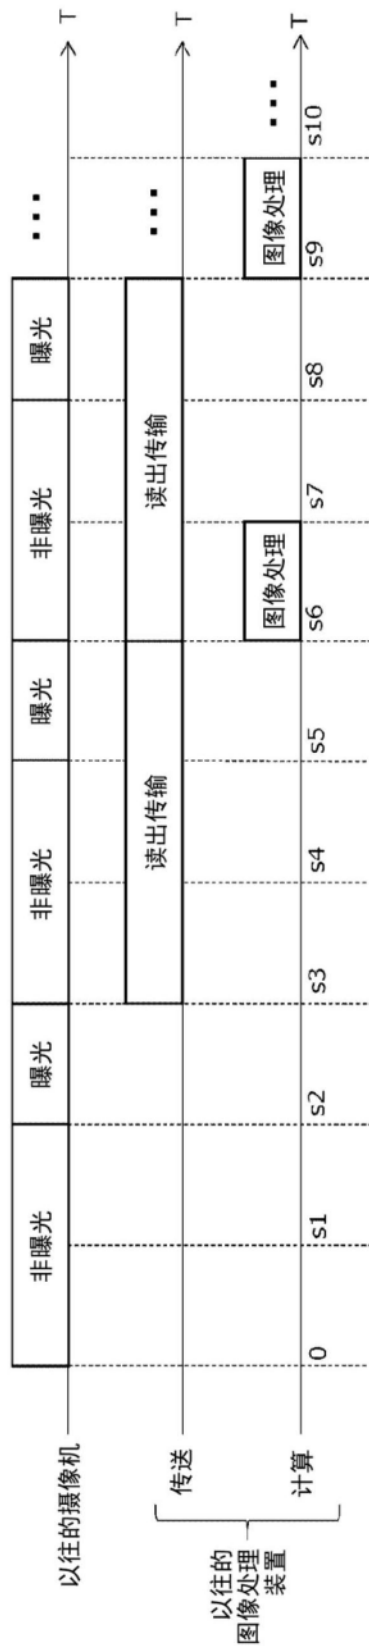 以往的摄像机
非曝光
曝光
非曝光
曝光
非曝光
曝光
...
T
以往的
图像处理
装置
传送
读出传输
读出传输
...
T
计算
图像处理
图像处理
...
T
0
s1
s2
s3
s4
s5
s6
s7
s8
s9
s10